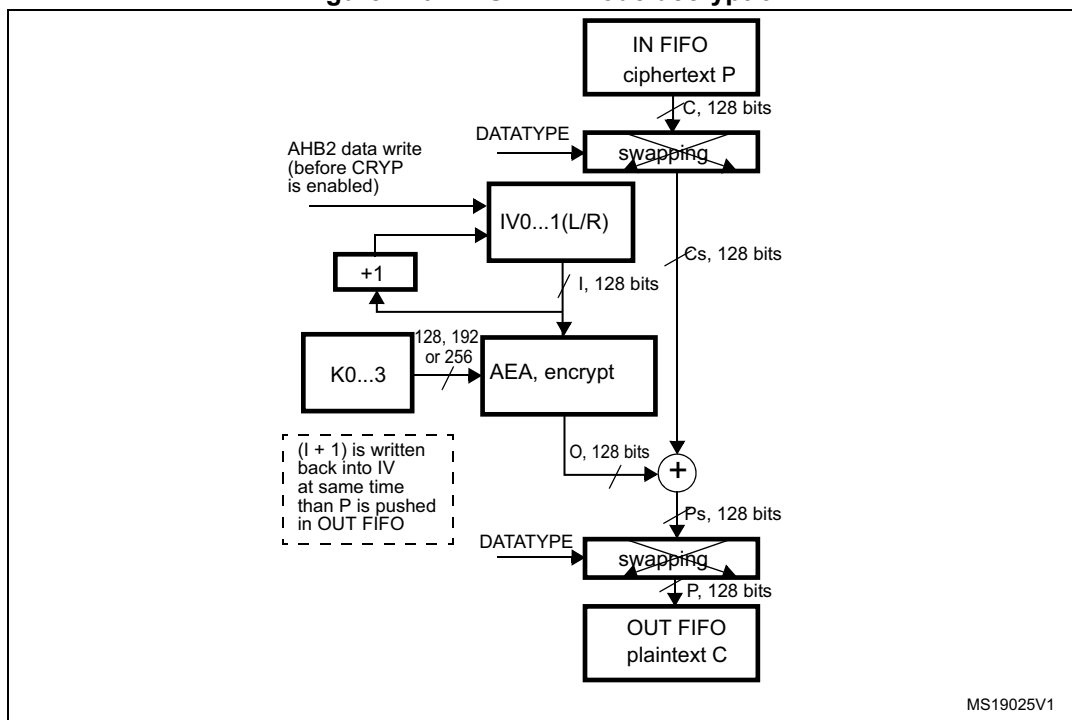 IN FIFO
ciphertext P
C, 128 bits
DATATYPE
swapping
AHB2 data write
(before CRYP
is enabled)
IV0...1(L/R)
Cs, 128 bits
+1
I, 128 bits
128, 192
or 256
K0...3
AEA, encrypt
(I + 1) is written
back into IV
at same time
than P is pushed
in OUT FIFO
O, 128 bits
+
Ps, 128 bits
DATATYPE
swapping
P, 128 bits
OUT FIFO
plaintext C
MS19025V1